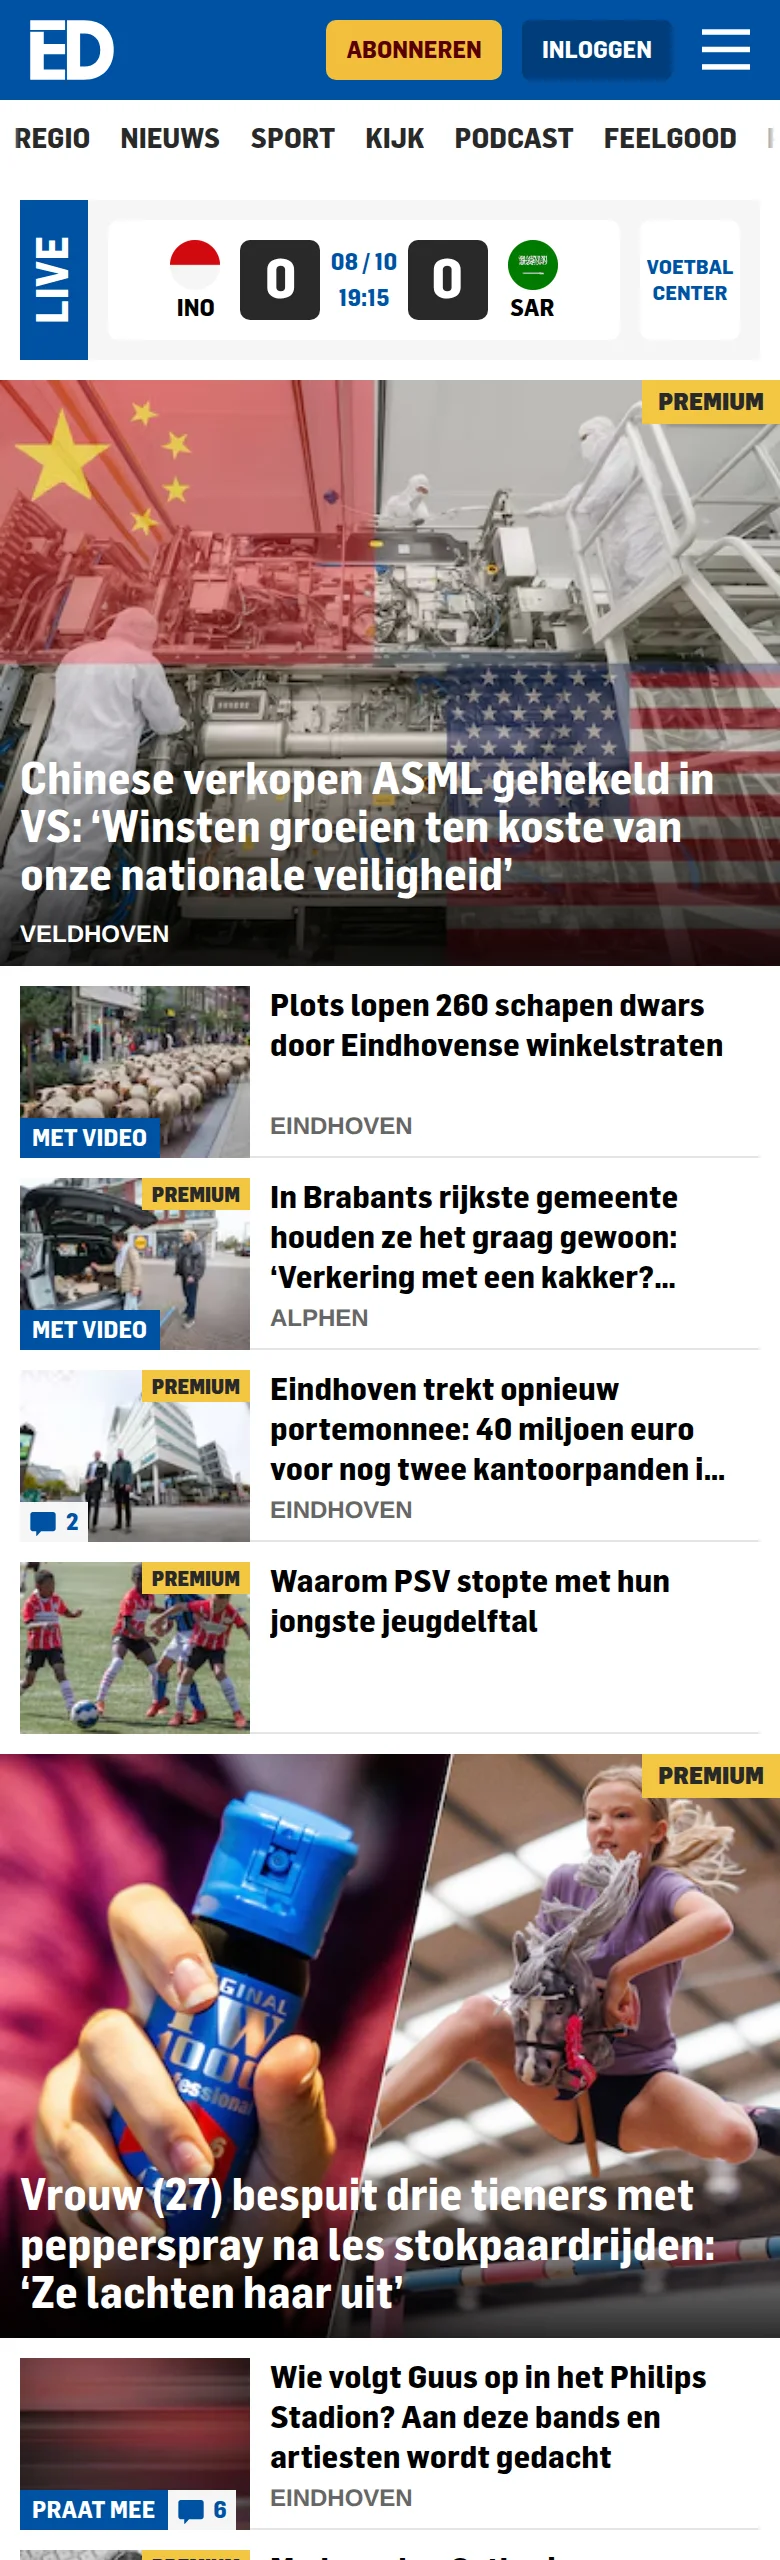 ED
ABONNEREN
INLOGGEN
REGIO NIEUWS SPORT KIJK PODCAST FEELGOOD
LIVE
INO
0
08 / 10
19:15
0
SAR
VOETBAL
CENTER
PREMIUM
Chinese verkopen ASML gehekeld in
VS: ‘Winsten groeien ten koste van
onze nationale veiligheid’
VELDHOVEN
MET VIDEO
Plots lopen 260 schapen dwars
door Eindhovense winkelstraten
EINDHOVEN
PREMIUM
MET VIDEO
In Brabants rijkste gemeente
houden ze het graag gewoon:
‘Verkering met een kakker?...
ALPHEN
PREMIUM
2
Eindhoven trekt opnieuw
portemonnee: 40 miljoen euro
voor nog twee kantoorpanden i...
EINDHOVEN
PREMIUM
Waarom PSV stopte met hun
jongste jeugdelftal
PREMIUM
GINAL
TW
1000
Vrouw (27) bespuit drie tieners met
pepperspray na les stokpaardrijden:
‘Ze lachten haar uit’
PRAAT MEE
6
Wie volgt Guus op in het Philips
Stadion? Aan deze bands en
artiesten wordt gedacht
EINDHOVEN